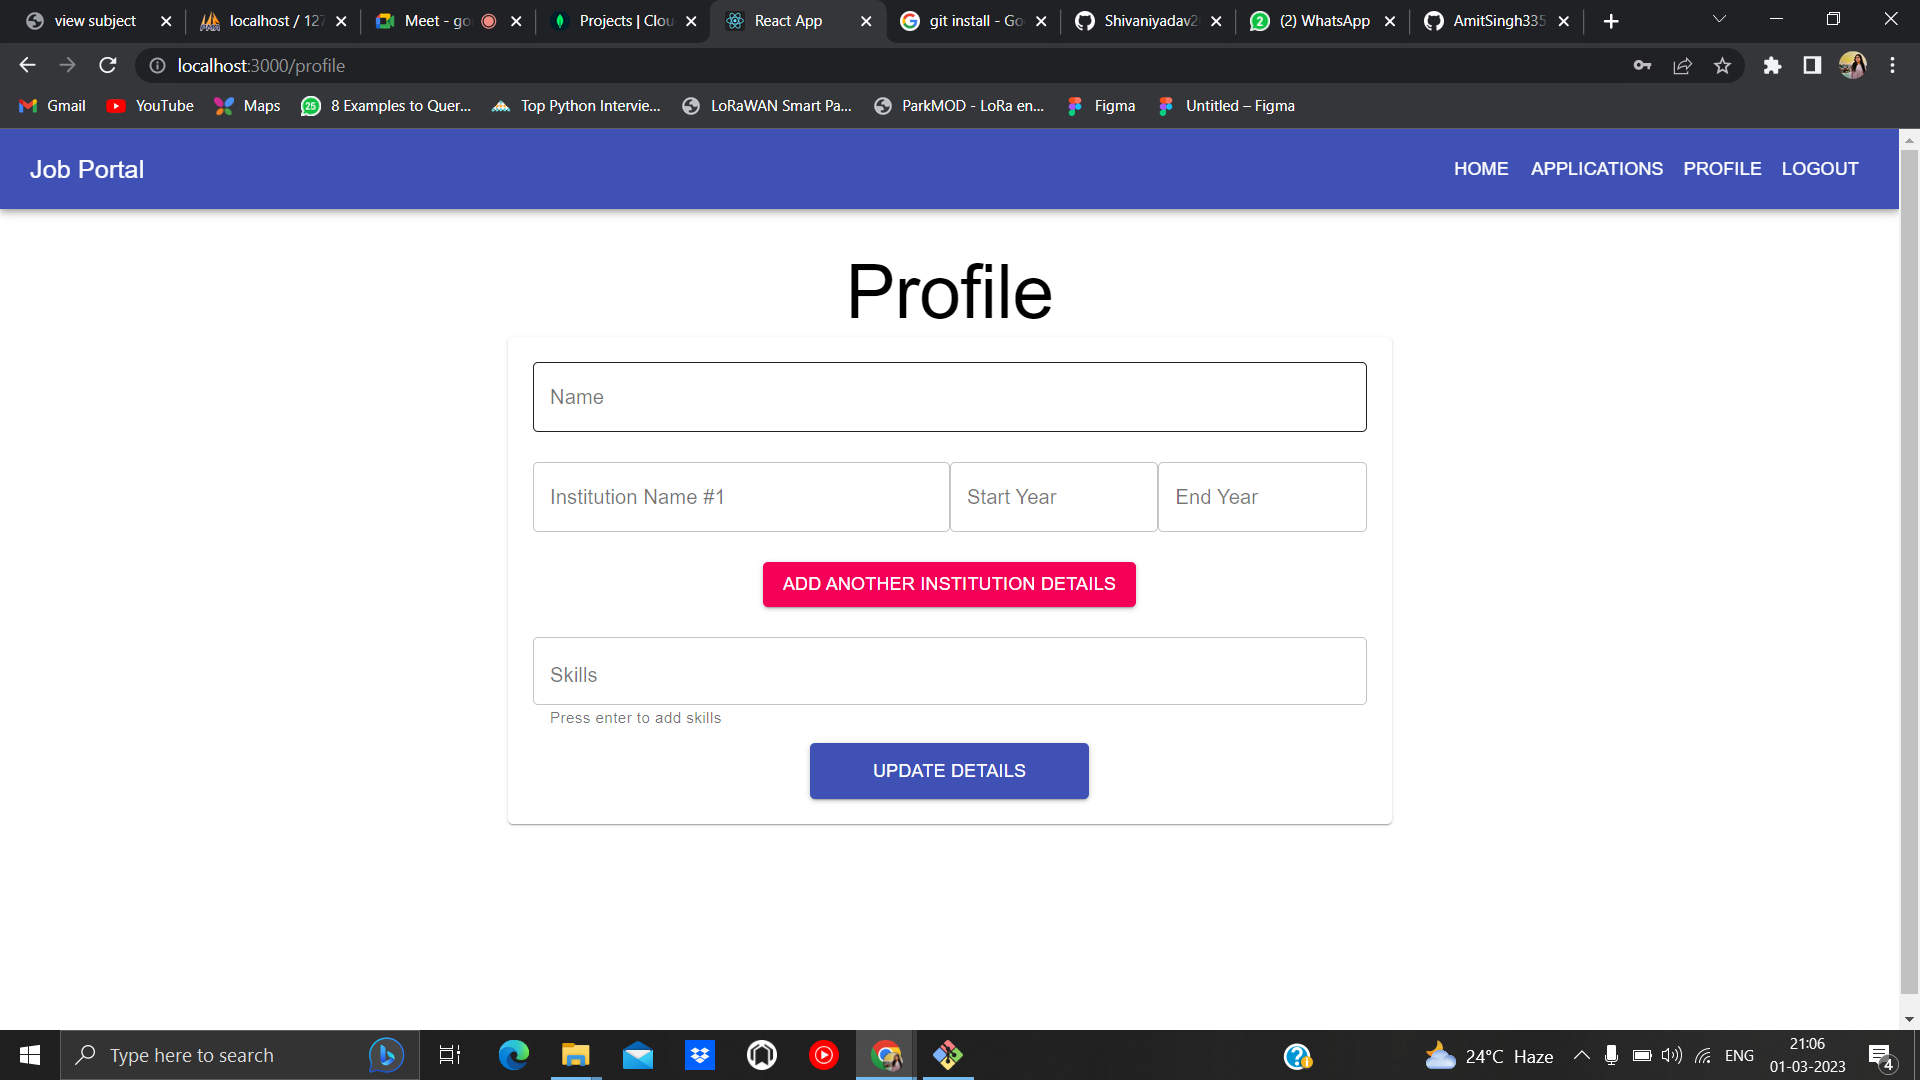 view subject
localhost / 127
Meet - go
Projects | Clou
React App
git install - Go
Shivaniyadav2
(2) WhatsApp
AmitSingh335
localhost:3000/profile
Gmail
YouTube
Maps
25
8 Examples to Quer...
Top Python Intervie...
LoRaWAN Smart Pa...
ParkMOD - LoRa en...
Figma
Untitled – Figma
Job Portal
HOME
APPLICATIONS
PROFILE
LOGOUT
Profile
Name
Institution Name #1
Start Year
End Year
ADD ANOTHER INSTITUTION DETAILS
Skills
Press enter to add skills
UPDATE DETAILS
Type here to search
24°C Haze
ENG
21:06
01-03-2023
4